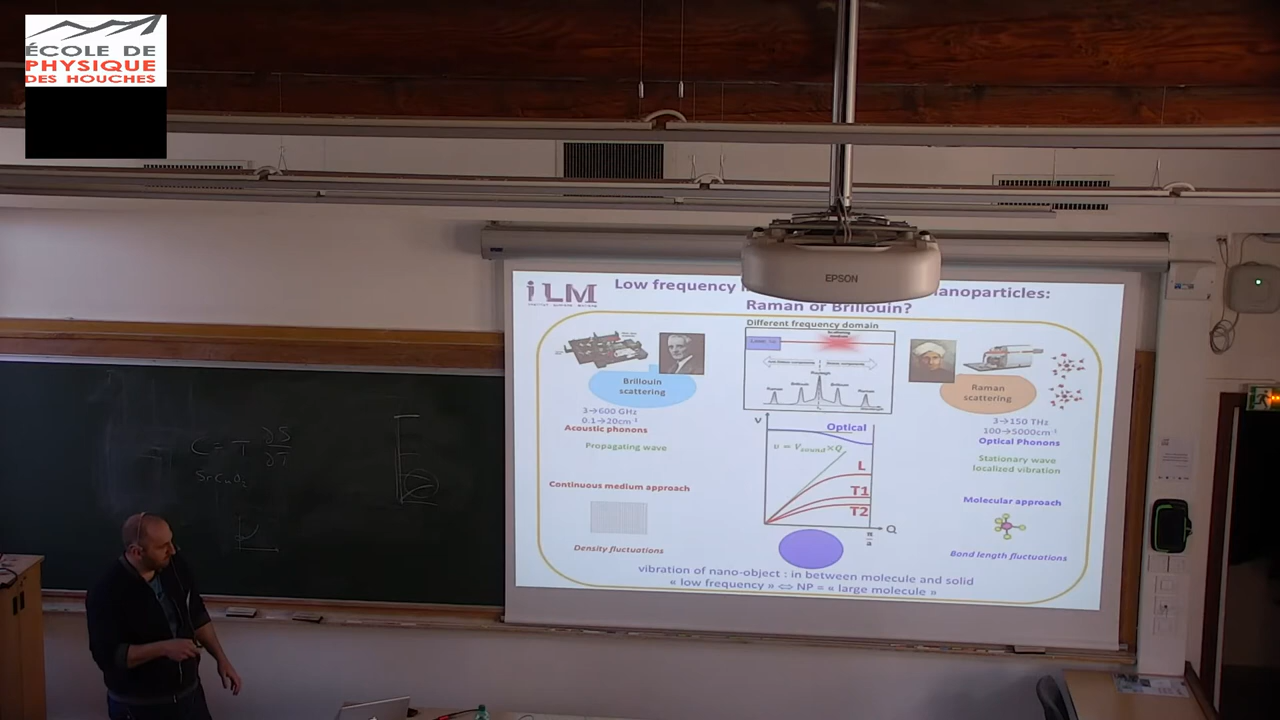 ÉCOLE DE
PHYSIQUE
DES HOUCHES
EPSON
iLM
Low frequency
nanoparticles:
Raman or Brillouin?
Different frequency domain
Brillouin
scattering
3→600 GHz
0.1→20cm⁻¹
Acoustic phonons
Propagating wave
Continuous medium approach
Density fluctuations
ν
Optical
υ = V_sound×Q
L
T1
T2
Q
π/a
Raman
scattering
3→150 THz
100→5000cm⁻¹
Optical Phonons
Stationary wave
localized vibration
Molecular approach
Bond length fluctuations
vibration of nano-object : in between molecule and solid
« low frequency » ⇔ NP = « large molecule »
C = T ∂S/∂T